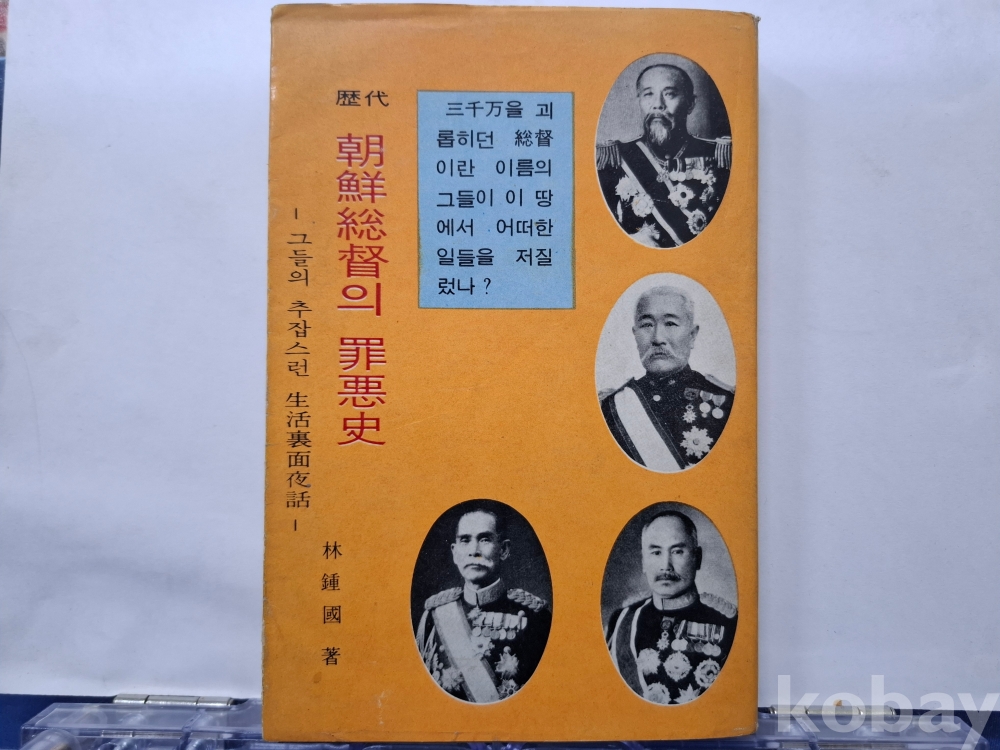 歴代
朝鮮総督의 罪悪史
- 그들의 추잡스런 生活裏面夜話 -
林鍾國 著
三千万을 괴
롭히던 総督
이란 이름의
그들이 이 땅
에서 어떠한
일들을 저질
렀나 ?
kobay